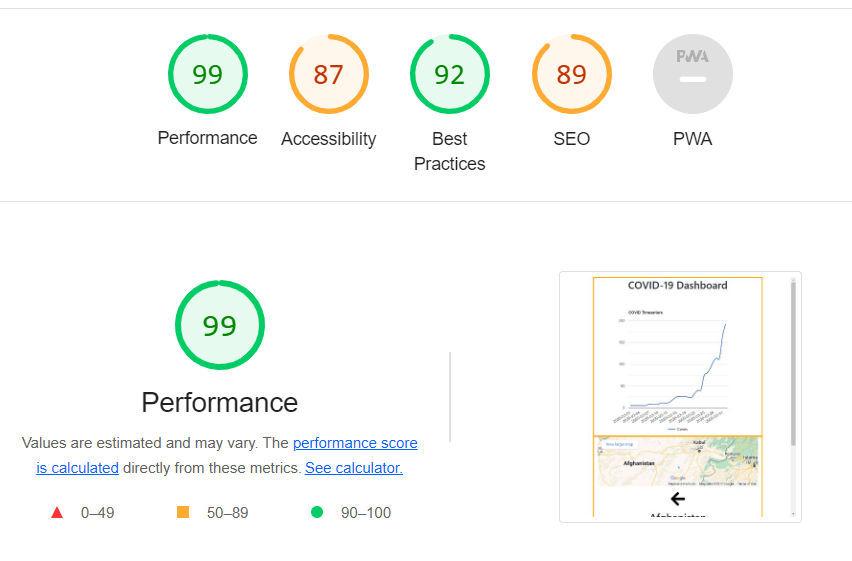 99
87
92
89
PWA
Performance
Accessibility
Best
Practices
SEO
PWA
99
Performance
Values are estimated and may vary. The performance score
is calculated directly from these metrics. See calculator.
0–49
50–89
90–100
COVID-19 Dashboard
COVID Timeseries
Cases
View larger map
Kabul
Afghanistan
Google